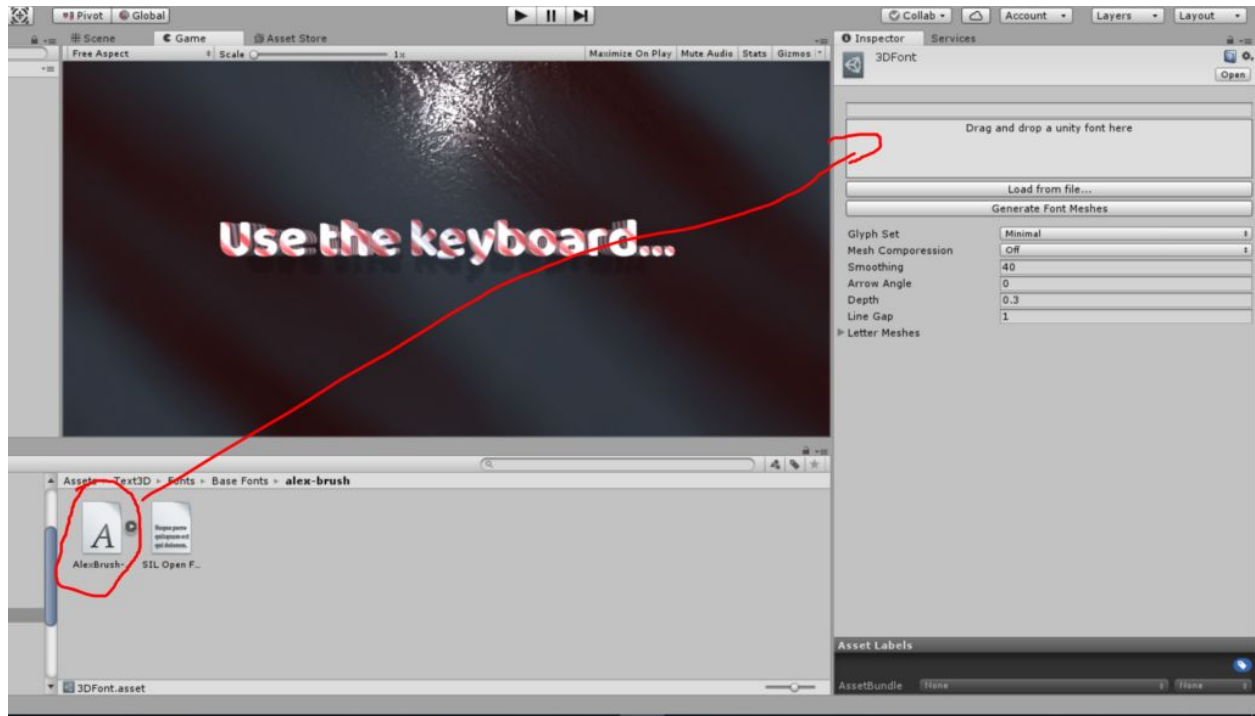 Pivot Global Collab Account Layers Layout
Scene Game Asset Store Inspector Services
Free Aspect Scale 1x Maximize On Play Mute Audio Stats Gizmos
3DFont
Open
Drag and drop a unity font here
Load from file...
Generate Font Meshes
Use the keyboard...
Glyph Set Minimal
Mesh Comporession Off
Smoothing 40
Arrow Angle 0
Depth 0.3
Line Gap 1
Letter Meshes
Assets Text3D Fonts Base Fonts alex-brush
A
AlexBrush-... SIL Open F...
Asset Labels
3DFont.asset
AssetBundle None None